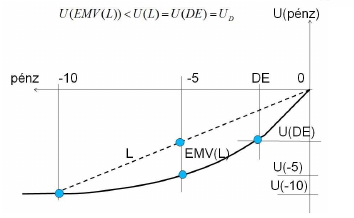 U(EMV(L)) < U(L) = U(DE) = U_D
U(pénz)
pénz -10 -5 DE 0
L EMV(L) U(DE)
U(-5)
U(-10)